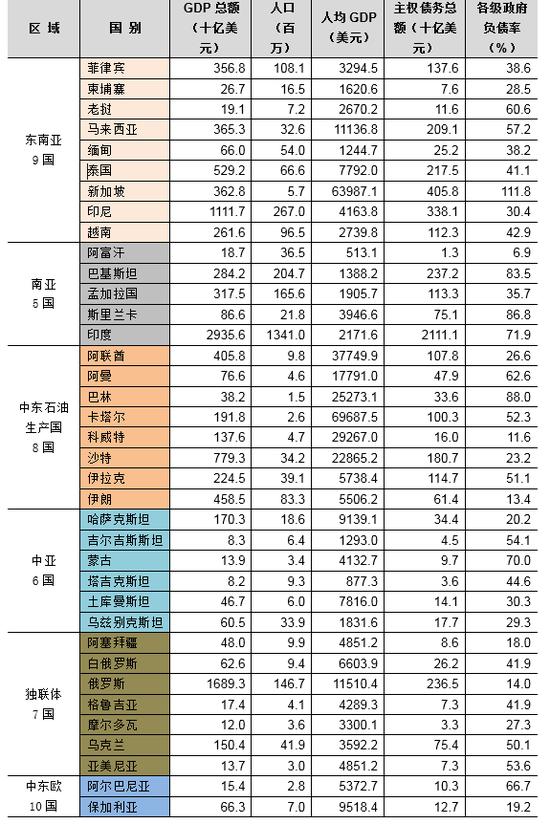 区 域 国 别 GDP 总额（十亿美元） 人口（百万） 人均 GDP（美元） 主权债务总额（十亿美元） 各级政府负债率（%）
东南亚 9 国
菲律宾 356.8 108.1 3294.5 137.6 38.6
柬埔寨 26.7 16.5 1620.6 7.6 28.5
老挝 19.1 7.2 2670.2 11.6 60.6
马来西亚 365.3 32.6 11136.8 209.1 57.2
缅甸 66.0 54.0 1244.7 25.2 38.2
泰国 529.2 66.6 7792.0 217.5 41.1
新加坡 362.8 5.7 63987.1 405.8 111.8
印尼 1111.7 267.0 4163.8 338.1 30.4
越南 261.6 96.5 2739.8 112.3 42.9
南亚 5 国
阿富汗 18.7 36.5 513.1 1.3 6.9
巴基斯坦 284.2 204.7 1388.2 237.2 83.5
孟加拉国 317.5 165.6 1905.7 113.3 35.7
斯里兰卡 86.6 21.8 3946.6 75.1 86.8
印度 2935.6 1341.0 2171.6 2111.1 71.9
中东石油生产国 8 国
阿联酋 405.8 9.8 37749.9 107.8 26.6
阿曼 76.6 4.6 17791.0 47.9 62.6
巴林 38.2 1.5 25273.1 33.6 88.0
卡塔尔 191.8 2.6 69687.5 100.3 52.3
科威特 137.6 4.7 29267.0 16.0 11.6
沙特 779.3 34.2 22865.2 180.7 23.2
伊拉克 224.5 39.1 5738.4 114.7 51.1
伊朗 458.5 83.3 5506.2 61.4 13.4
中亚 6 国
哈萨克斯坦 170.3 18.6 9139.1 34.4 20.2
吉尔吉斯斯坦 8.3 6.4 1293.0 4.5 54.1
蒙古 13.9 3.4 4132.7 9.7 70.0
塔吉克斯坦 8.2 9.3 877.3 3.6 44.6
土库曼斯坦 46.7 6.0 7816.0 14.1 30.3
乌兹别克斯坦 60.5 33.9 1831.6 17.7 29.3
独联体 7 国
阿塞拜疆 48.0 9.9 4851.2 8.6 18.0
白俄罗斯 62.6 9.4 6603.9 26.2 41.9
俄罗斯 1689.3 146.7 11510.4 236.5 14.0
格鲁吉亚 17.4 4.1 4289.3 7.3 41.9
摩尔多瓦 12.0 3.6 3300.1 3.3 27.3
乌克兰 150.4 41.9 3592.2 75.4 50.1
亚美尼亚 13.7 3.0 4851.2 7.3 53.6
中东欧 10 国
阿尔巴尼亚 15.4 2.8 5372.7 10.3 66.7
保加利亚 66.3 7.0 9518.4 12.7 19.2